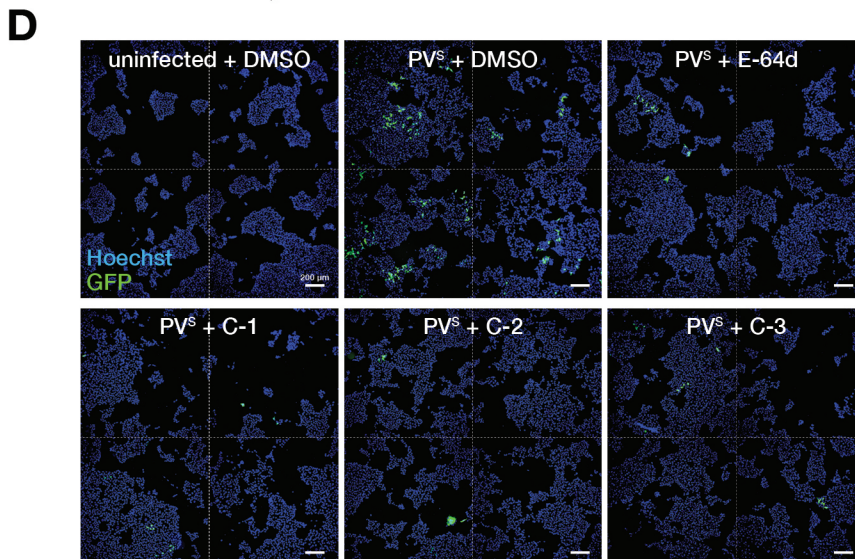 D
uninfected + DMSO
PVˢ + DMSO
PVˢ + E-64d
Hoechst
GFP
200 µm
PVˢ + C-1
PVˢ + C-2
PVˢ + C-3